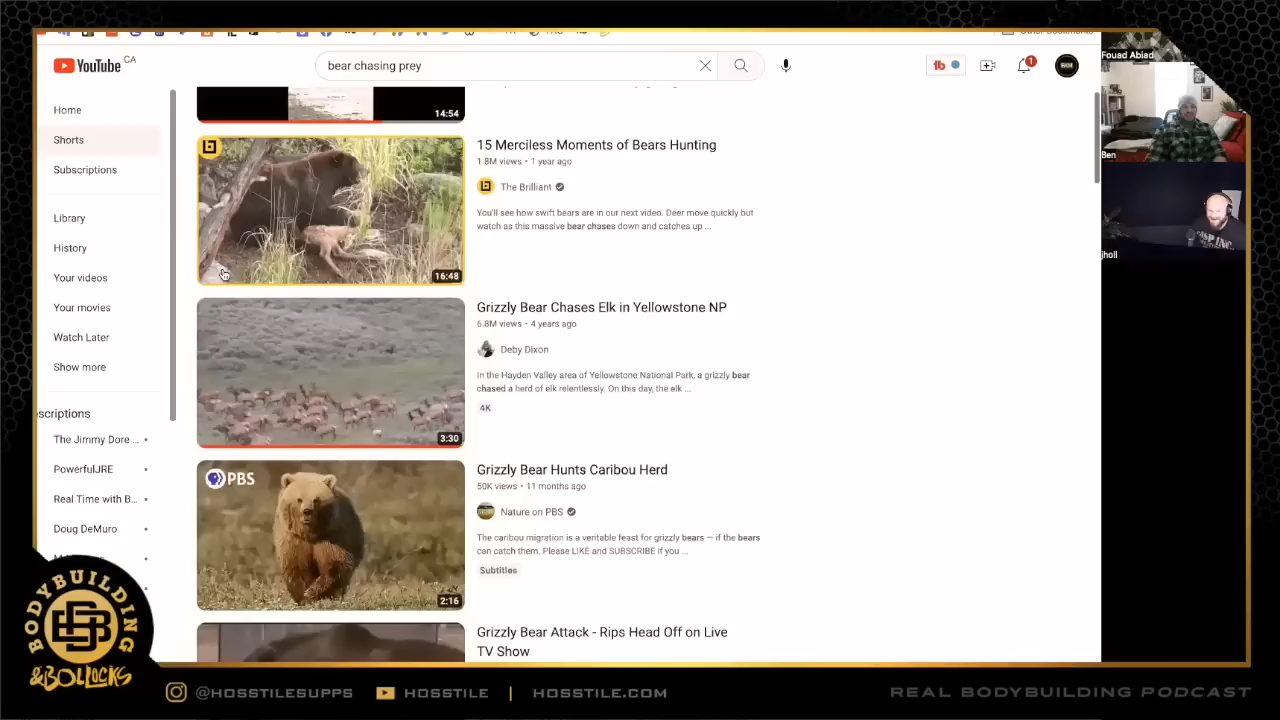 YouTube CA
bear chasing prey
1
Fouad Abiad
Home
Shorts
Subscriptions
Library
History
Your videos
Your movies
Watch Later
Show more
scriptions
The Jimmy Dore ...
PowerfulJRE
Real Time with B...
Doug DeMuro
14:54
15 Merciless Moments of Bears Hunting
1.8M views • 1 year ago
The Brilliant
You'll see how swift bears are in our next video. Deer move quickly but
watch as this massive bear chases down and catches up ...
16:48
Grizzly Bear Chases Elk in Yellowstone NP
6.8M views • 4 years ago
Deby Dixon
In the Hayden Valley area of Yellowstone National Park, a grizzly bear
chased a herd of elk relentlessly. On this day, the elk ...
4K
3:30
PBS
Grizzly Bear Hunts Caribou Herd
50K views • 11 months ago
Nature on PBS
The caribou migration is a veritable feast for grizzly bears — if the bears
can catch them. Please LIKE and SUBSCRIBE if you ...
Subtitles
2:16
Grizzly Bear Attack - Rips Head Off on Live
TV Show
Ben
jholl
BODYBUILDING
&BOLLOCKS
@HOSSTILESUPPS
HOSSTILE | HOSSTILE.COM
REAL BODYBUILDING PODCAST